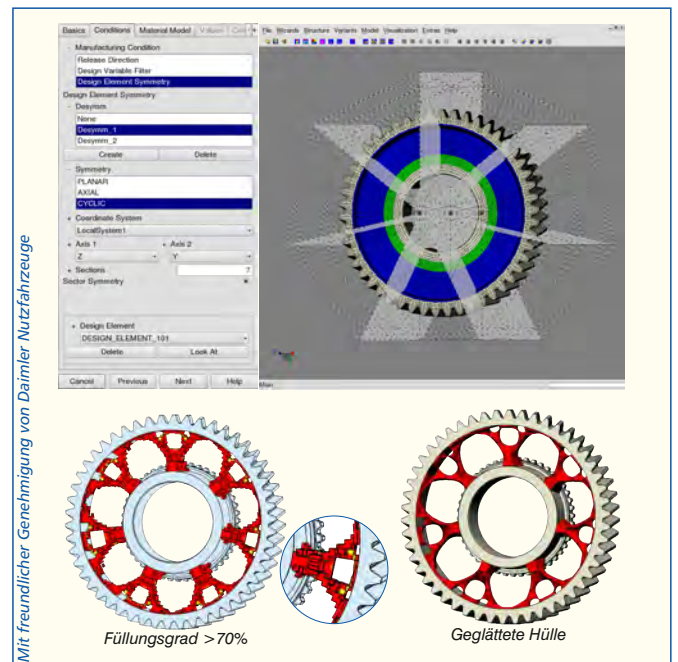 Basics Conditions Material Model Values
Manufacturing Condition
Release Direction
Design Variable Filter
Design Element Symmetry
Design Element Symmetry
Desymm
None
Desymm_1
Desymm_2
Create Delete
Symmetry
PLANAR
AXIAL
CYCLIC
Coordinate System
LocalSystem1
Axis 1 Axis 2
Z Y
Sections 7
Sector Symmetry
Design Element
DESIGN_ELEMENT_101
Delete Look At
Cancel Previous Next Help
File Wizards Structure Variants Model Visualization Extras Help
Mit freundlicher Genehmigung von Daimler Nutzfahrzeuge
Füllungsgrad >70%
Geglättete Hülle